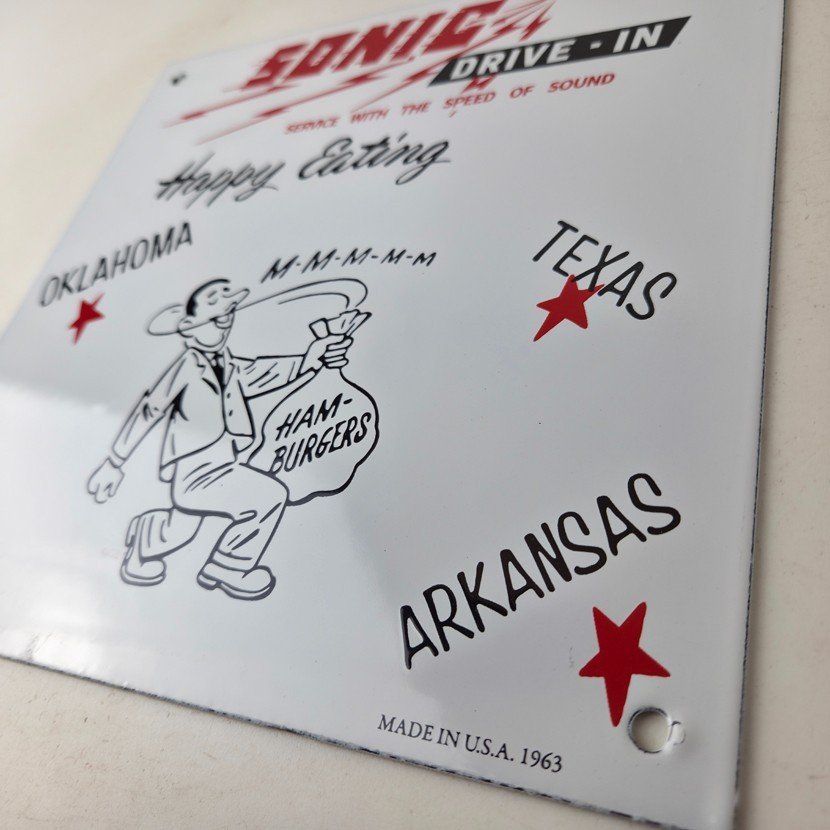 SONIC
DRIVE-IN
SERVICE WITH THE SPEED OF SOUND
Happy Eating
OKLAHOMA
M-M-M-M-M
TEXAS
HAM-
BURGERS
ARKANSAS
MADE IN U.S.A. 1963